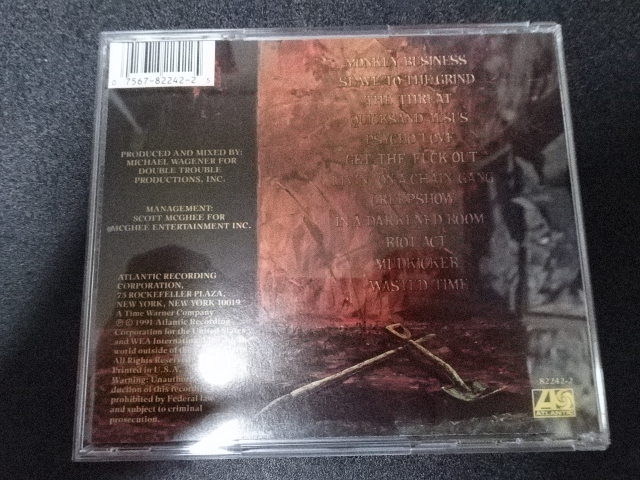 0 7567-82242-2 5
MONKEY BUSINESS
SLAVE TO THE GRIND
THE THREAT
QUICKSAND JESUS
PSYCHO LOVE
GET THE FUCK OUT
ON A CHAIN GANG
CREEPSHOW
IN A DARKENED ROOM
RIOT ACT
MUDKICKER
WASTED TIME
PRODUCED AND MIXED BY:
MICHAEL WAGENER FOR
DOUBLE TROUBLE
PRODUCTIONS, INC.
MANAGEMENT:
SCOTT MCGHEE FOR
MCGHEE ENTERTAINMENT INC.
ATLANTIC RECORDING
CORPORATION,
75 ROCKEFELLER PLAZA,
NEW YORK, NEW YORK 10019
A Time Warner Company
℗ © 1991 Atlantic Recording
Corporation for the United States
and WEA International
world outside of the
All Rights Reserved
Printed in U.S.A.
Warning: Unauthorized
duction of this recording
prohibited by Federal law
and subject to criminal
prosecution.
82242-2
ATLANTIC